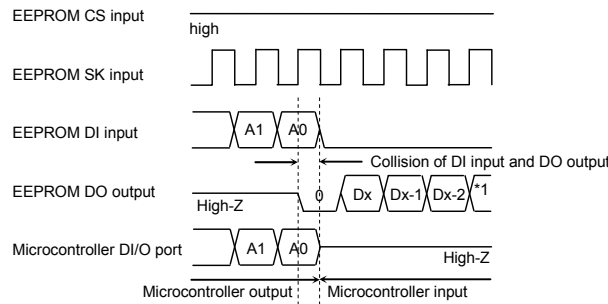 EEPROM CS input
high
EEPROM SK input
EEPROM DI input
A1 A0
Collision of DI input and DO output
EEPROM DO output
High-Z
0 Dx Dx-1 Dx-2 *1
Microcontroller DI/O port
A1 A0
High-Z
Microcontroller output Microcontroller input